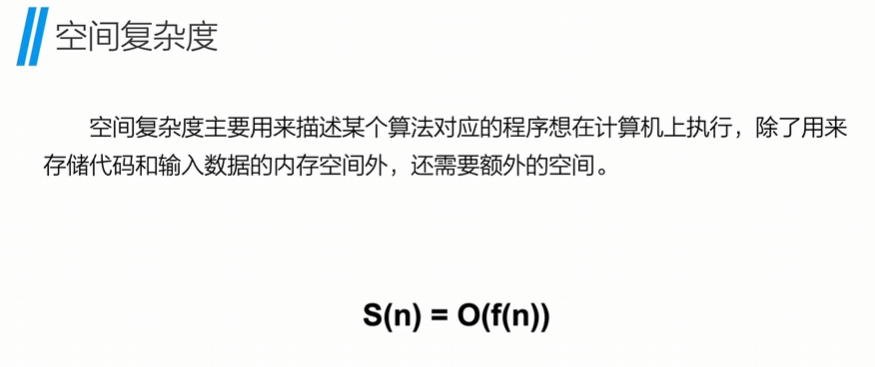 空间复杂度
空间复杂度主要用来描述某个算法对应的程序想在计算机上执行，除了用来
存储代码和输入数据的内存空间外，还需要额外的空间。
S(n) = O(f(n))